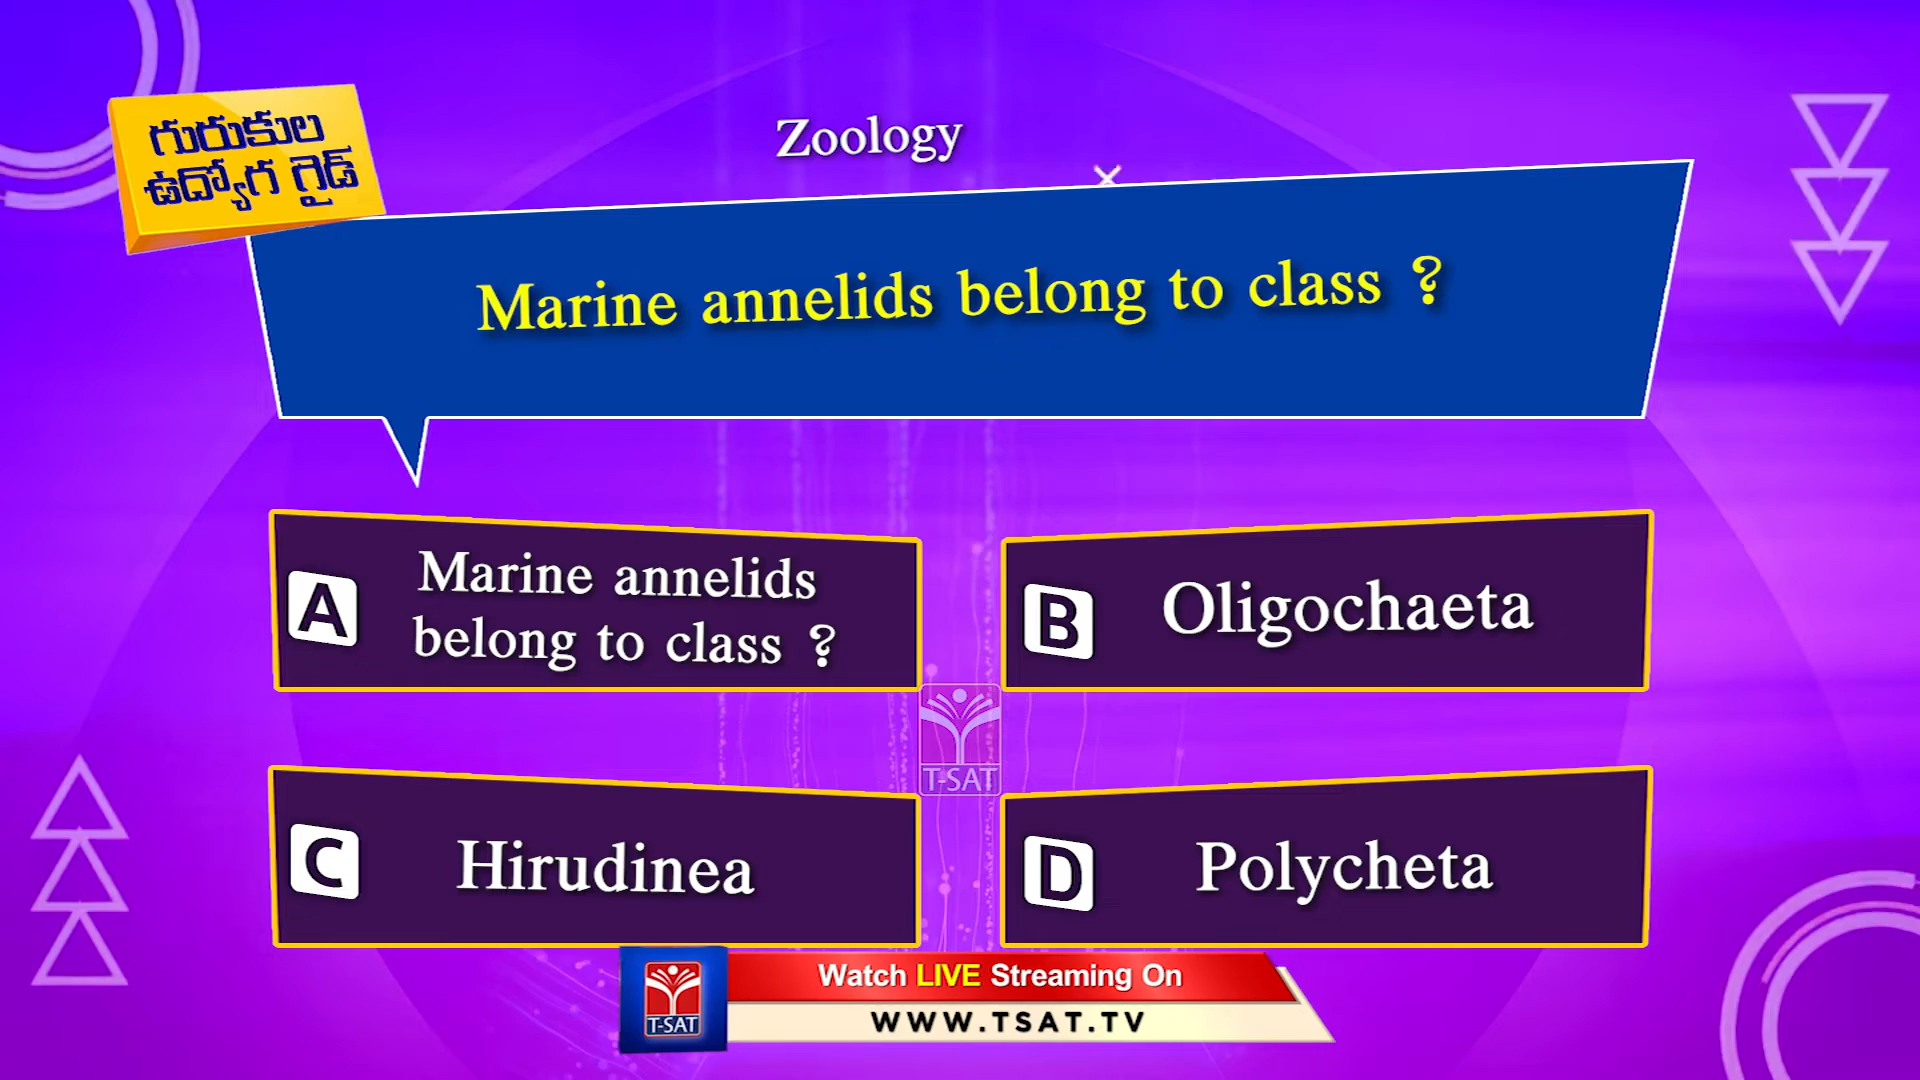 గురుకుల
ఉద్యోగ గైడ్
Zoology
Marine annelids belong to class ?
A
Marine annelids
belong to class ?
B
Oligochaeta
C
Hirudinea
D
Polycheta
T-SAT
T-SAT
Watch LIVE Streaming On
WWW.TSAT.TV